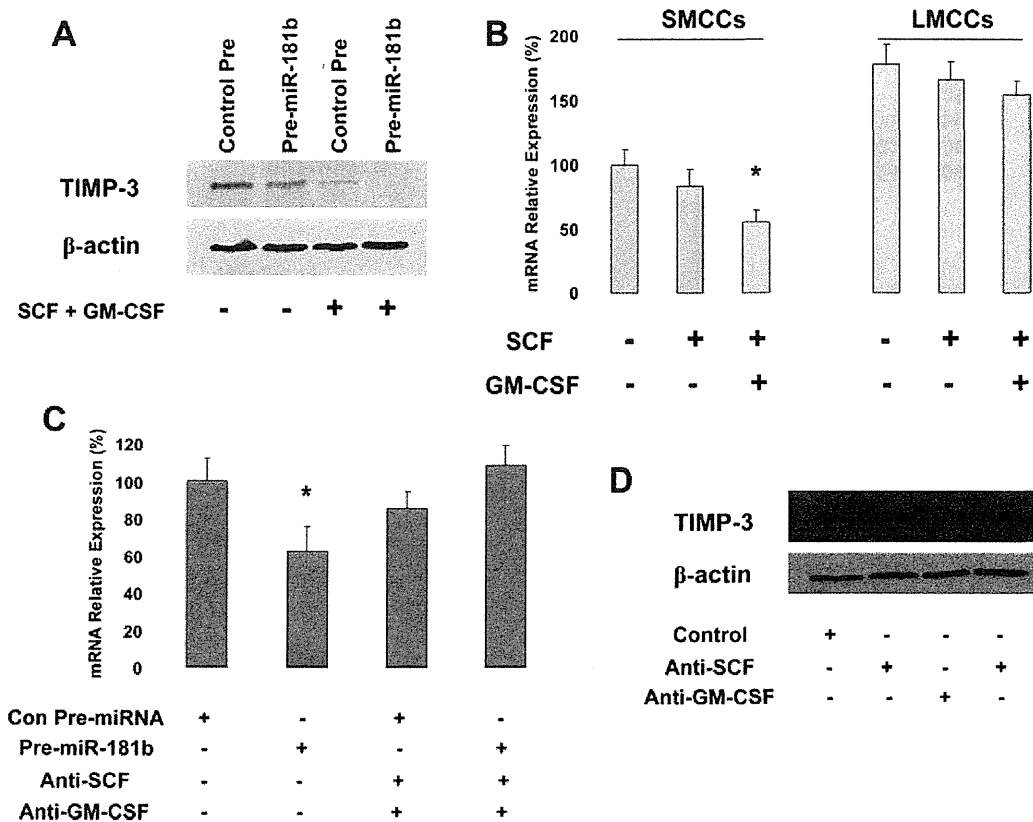 A
Control Pre
Pre-miR-181b
Control Pre
Pre-miR-181b
TIMP-3
β-actin
SCF + GM-CSF - - + +
B
SMCCs LMCCs
mRNA Relative Expression (%)
200
150
100
50
0
*
SCF - + + - + +
GM-CSF - - + - - +
C
mRNA Relative Expression (%)
120
100
80
60
40
20
0
*
Con Pre-miRNA + - + -
Pre-miR-181b - + - +
Anti-SCF - - + +
Anti-GM-CSF - - + +
D
TIMP-3
β-actin
Control + - - -
Anti-SCF - + - +
Anti-GM-CSF - - + -